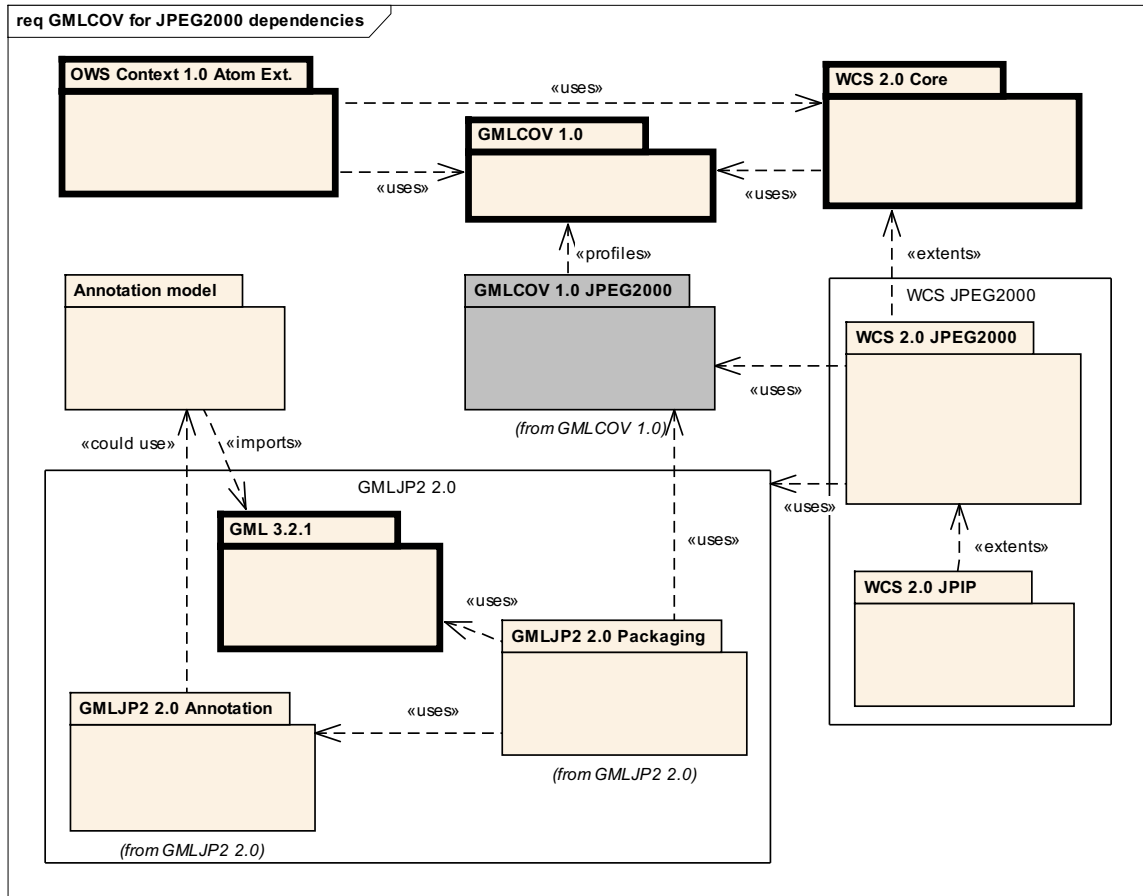 req GMLCOV for JPEG2000 dependencies
OWS Context 1.0 Atom Ext.
«uses»
WCS 2.0 Core
GMLCOV 1.0
«uses»
«uses»
«profiles»
«extents»
Annotation model
GMLCOV 1.0 JPEG2000
WCS JPEG2000
WCS 2.0 JPEG2000
«uses»
(from GMLCOV 1.0)
«could use»
«imports»
GMLJP2 2.0
«uses»
GML 3.2.1
«uses»
«extents»
WCS 2.0 JPIP
«uses»
GMLJP2 2.0 Packaging
GMLJP2 2.0 Annotation
«uses»
(from GMLJP2 2.0)
(from GMLJP2 2.0)